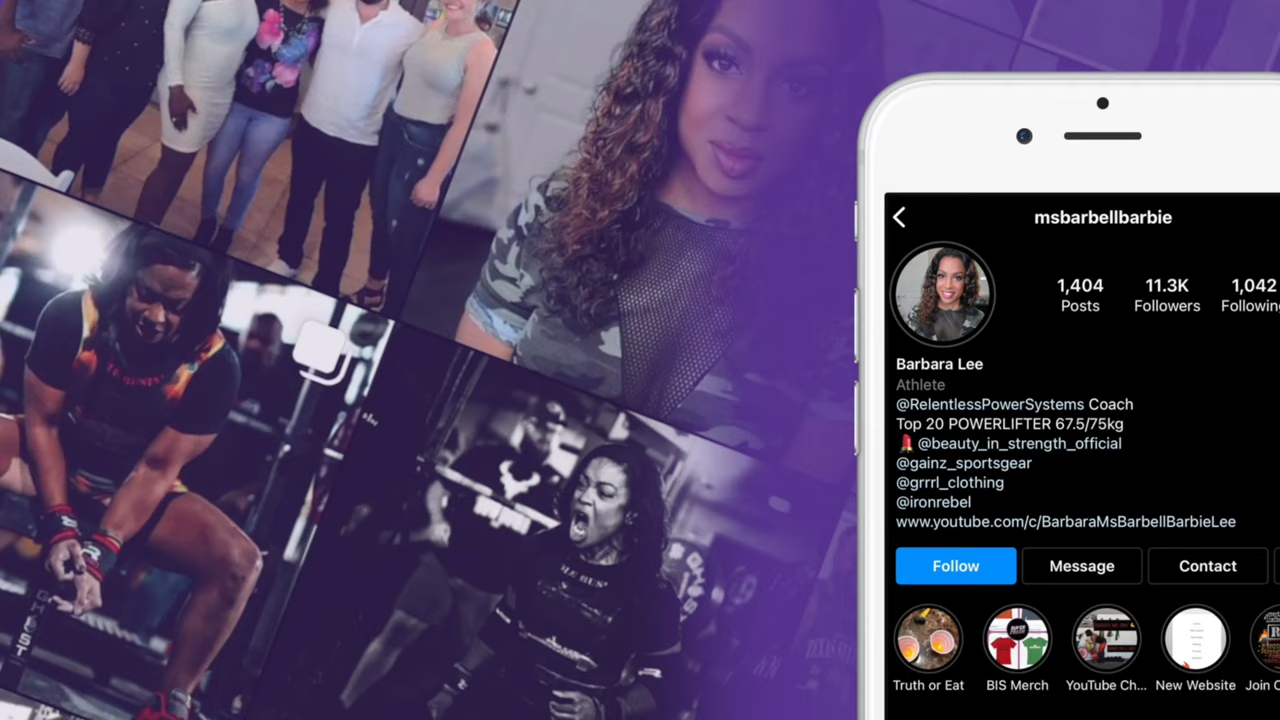 msbarbellbarbie
1,404 11.3K 1,042
Posts Followers Following
Barbara Lee
Athlete
@RelentlessPowerSystems Coach
Top 20 POWERLIFTER 67.5/75kg
💄 @beauty_in_strength_official
@gainz_sportsgear
@grrrl_clothing
@ironrebel
www.youtube.com/c/BarbaraMsBarbellBarbieLee
Follow Message Contact
Truth or Eat BIS Merch YouTube Ch... New Website Join